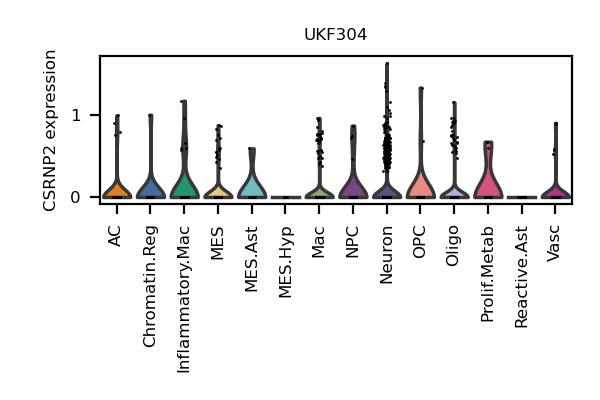 UKF304
CSRNP2 expression
1
0
AC
Chromatin.Reg
Inflammatory.Mac
MES
MES.Ast
MES.Hyp
Mac
NPC
Neuron
OPC
Oligo
Prolif.Metab
Reactive.Ast
Vasc